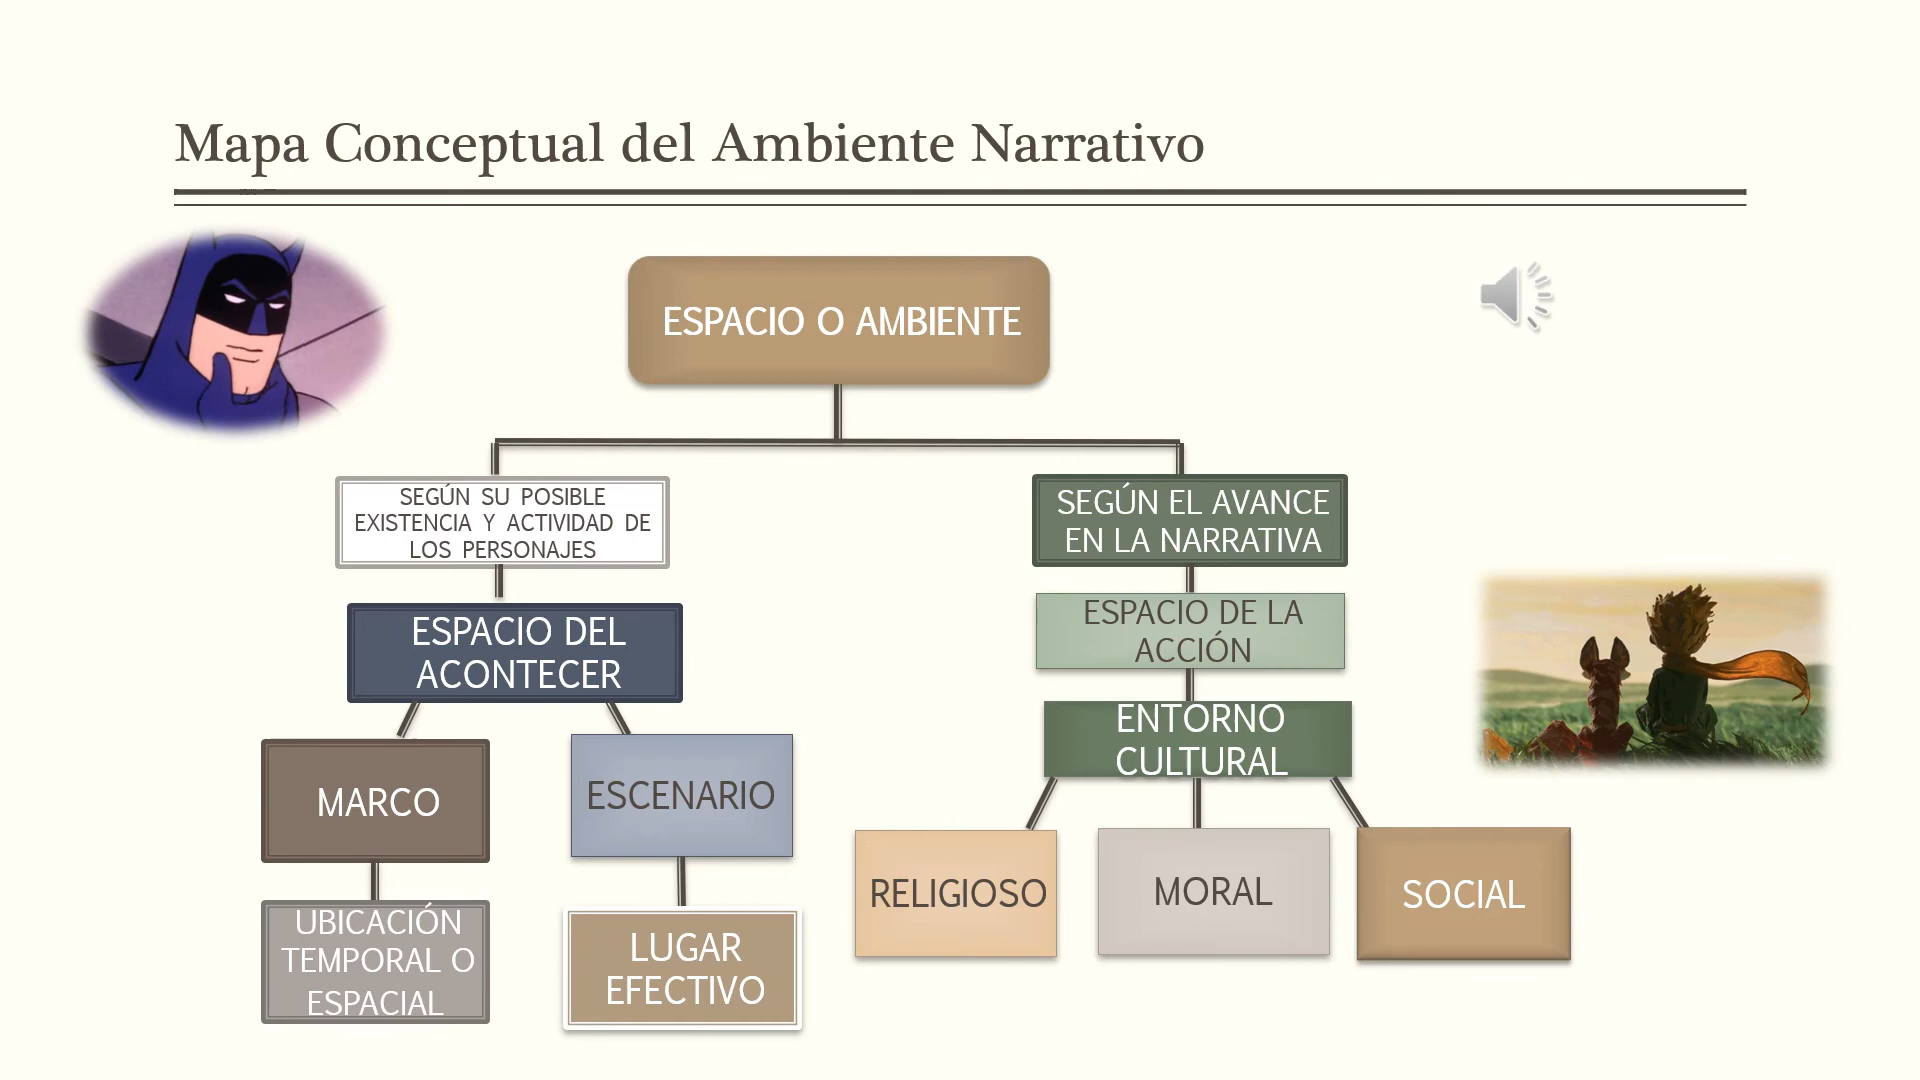 Mapa Conceptual del Ambiente Narrativo
ESPACIO O AMBIENTE
SEGÚN SU POSIBLE
EXISTENCIA Y ACTIVIDAD DE
LOS PERSONAJES
ESPACIO DEL
ACONTECER
MARCO
UBICACIÓN
TEMPORAL O
ESPACIAL
ESCENARIO
LUGAR
EFECTIVO
SEGÚN EL AVANCE
EN LA NARRATIVA
ESPACIO DE LA
ACCIÓN
ENTORNO
CULTURAL
RELIGIOSO
MORAL
SOCIAL